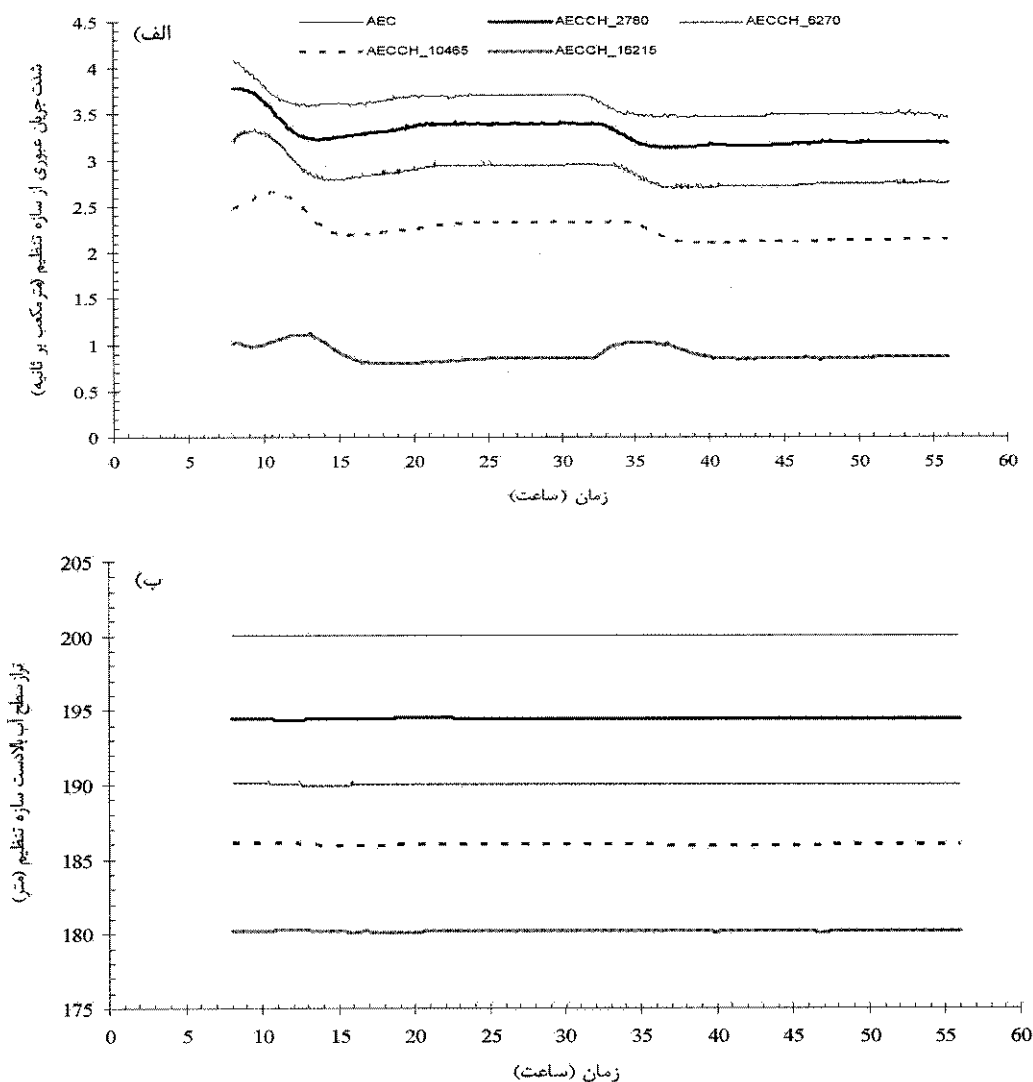 الف)
AEC AECCH_2780 AECCH_6270
AECCH_10465 AECCH_16215
شدت جریان عبوری از سازه تنظیم (متر مکعب بر ثانیه)
4.5
4
3.5
3
2.5
2
1.5
1
0.5
0
0 5 10 15 20 25 30 35 40 45 50 55 60
زمان (ساعت)
ب)
تراز سطح آب بالادست سازه تنظیم (متر)
205
200
195
190
185
180
175
0 5 10 15 20 25 30 35 40 45 50 55 60
زمان (ساعت)